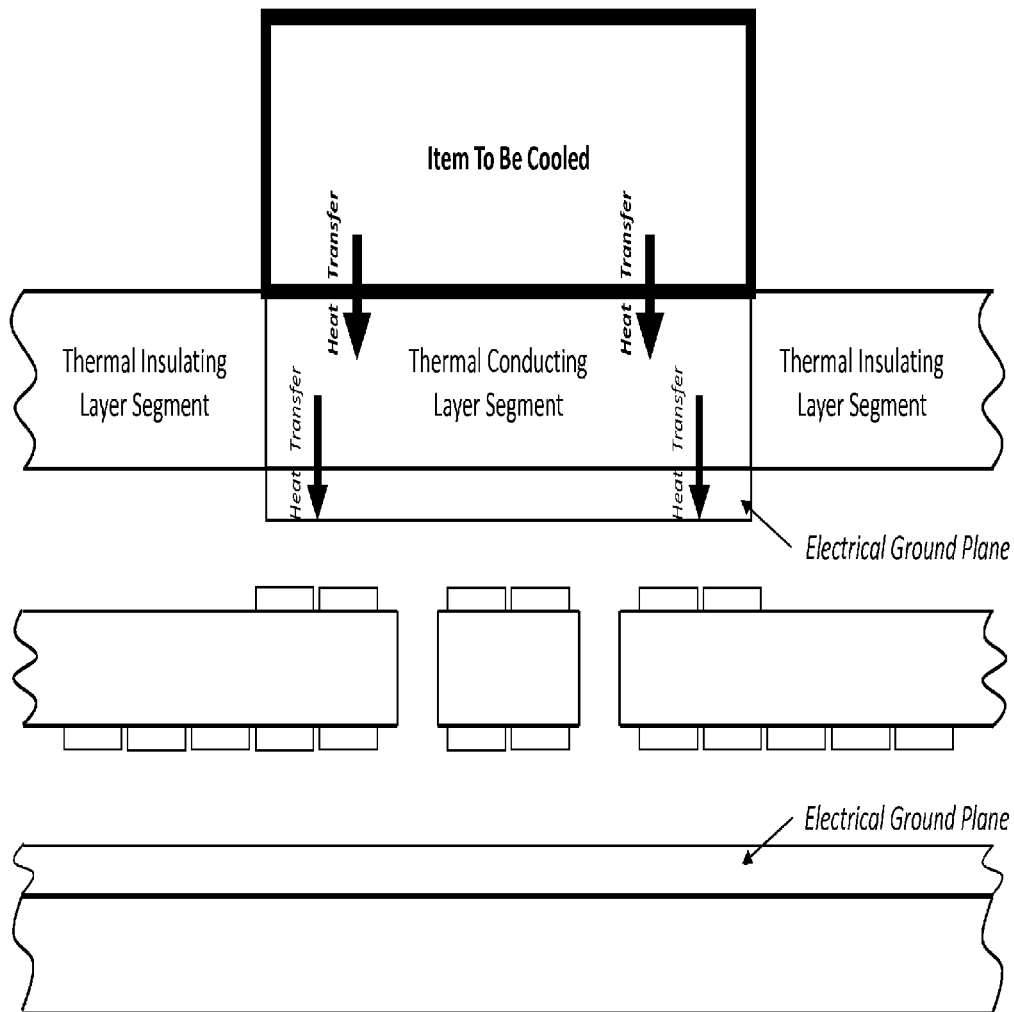 Item To Be Cooled
Heat Transfer
Heat Transfer
Thermal Insulating
Layer Segment
Thermal Conducting
Layer Segment
Thermal Insulating
Layer Segment
Heat Transfer
Heat Transfer
Electrical Ground Plane
Electrical Ground Plane